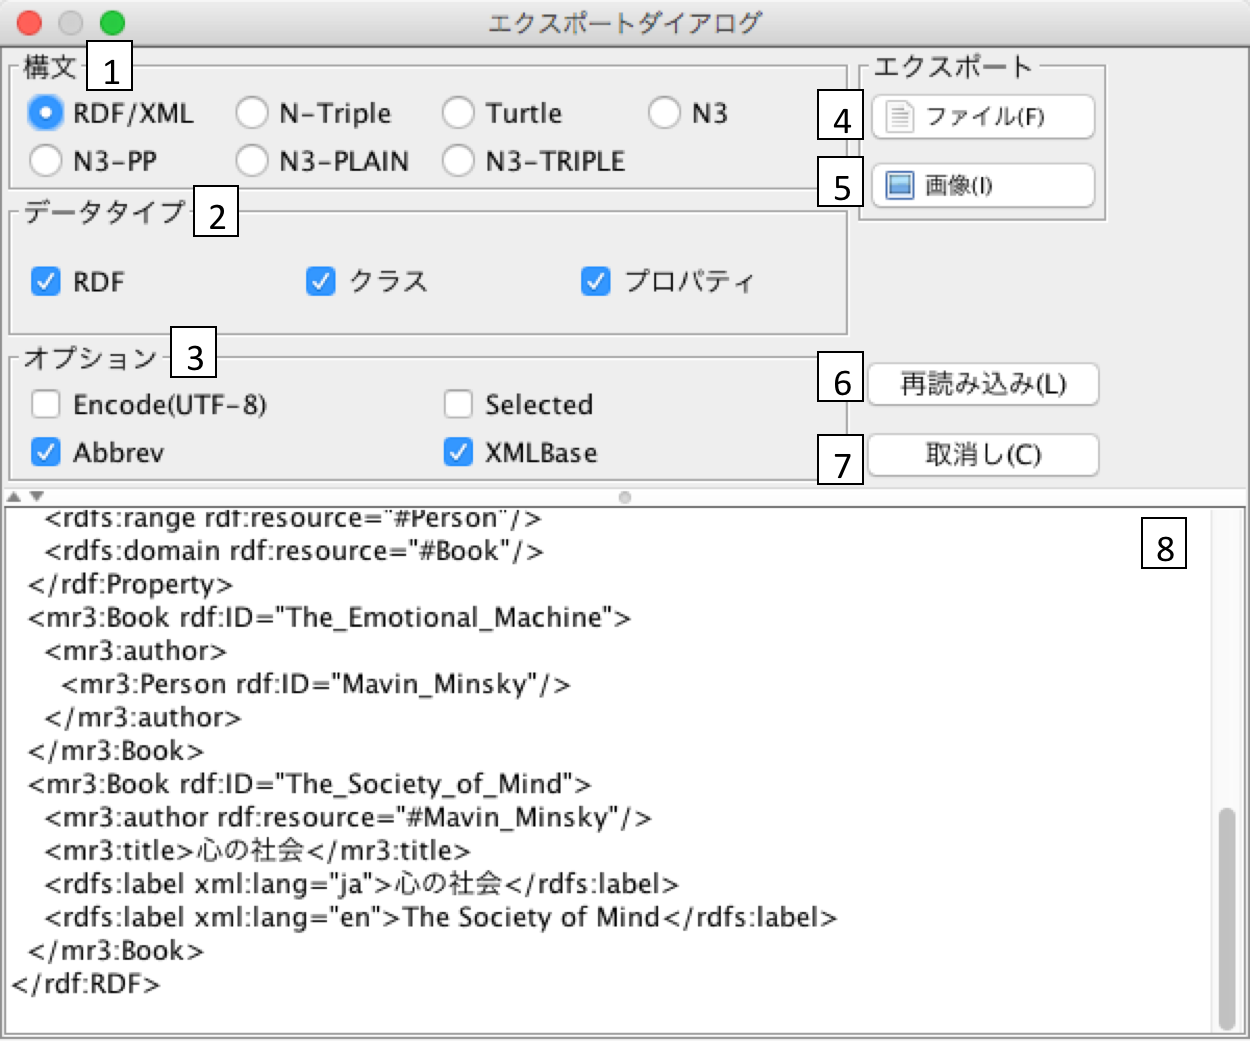 エクスポートダイアログ
構文 1
RDF/XML N-Triple Turtle N3
N3-PP N3-PLAIN N3-TRIPLE
エクスポート
4 ファイル(F)
5 画像(I)
データタイプ 2
RDF クラス プロパティ
オプション 3
Encode(UTF-8) Selected
Abbrev XMLBase
6 再読み込み(L)
7 取消し(C)
8
<rdfs:range rdf:resource="#Person"/>
<rdfs:domain rdf:resource="#Book"/>
</rdf:Property>
<mr3:Book rdf:ID="The_Emotional_Machine">
<mr3:author>
<mr3:Person rdf:ID="Mavin_Minsky"/>
</mr3:author>
</mr3:Book>
<mr3:Book rdf:ID="The_Society_of_Mind">
<mr3:author rdf:resource="#Mavin_Minsky"/>
<mr3:title>心の社会</mr3:title>
<rdfs:label xml:lang="ja">心の社会</rdfs:label>
<rdfs:label xml:lang="en">The Society of Mind</rdfs:label>
</mr3:Book>
</rdf:RDF>